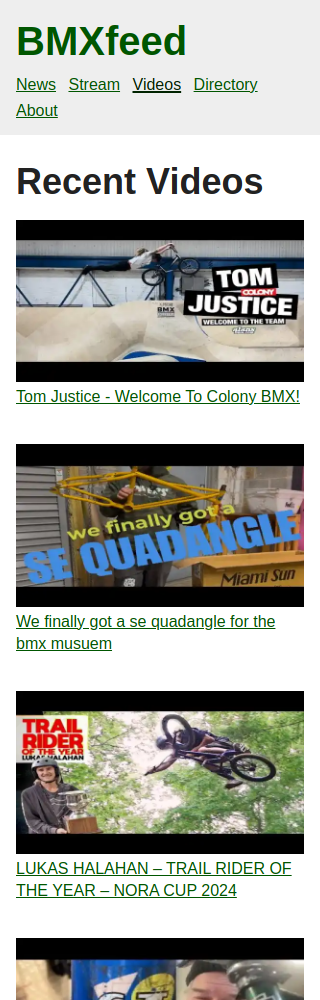 BMXfeed
News Stream Videos Directory
About
Recent Videos
TOM
COLONY
JUSTICE
WELCOME TO THE TEAM
Tom Justice - Welcome To Colony BMX!
we finally got a
SE QUADANGLE
Miami Sun
We finally got a se quadangle for the
bmx musuem
TRAIL
RIDER
OF THE YEAR
LUKAS HALAHAN
LUKAS HALAHAN – TRAIL RIDER OF
THE YEAR – NORA CUP 2024